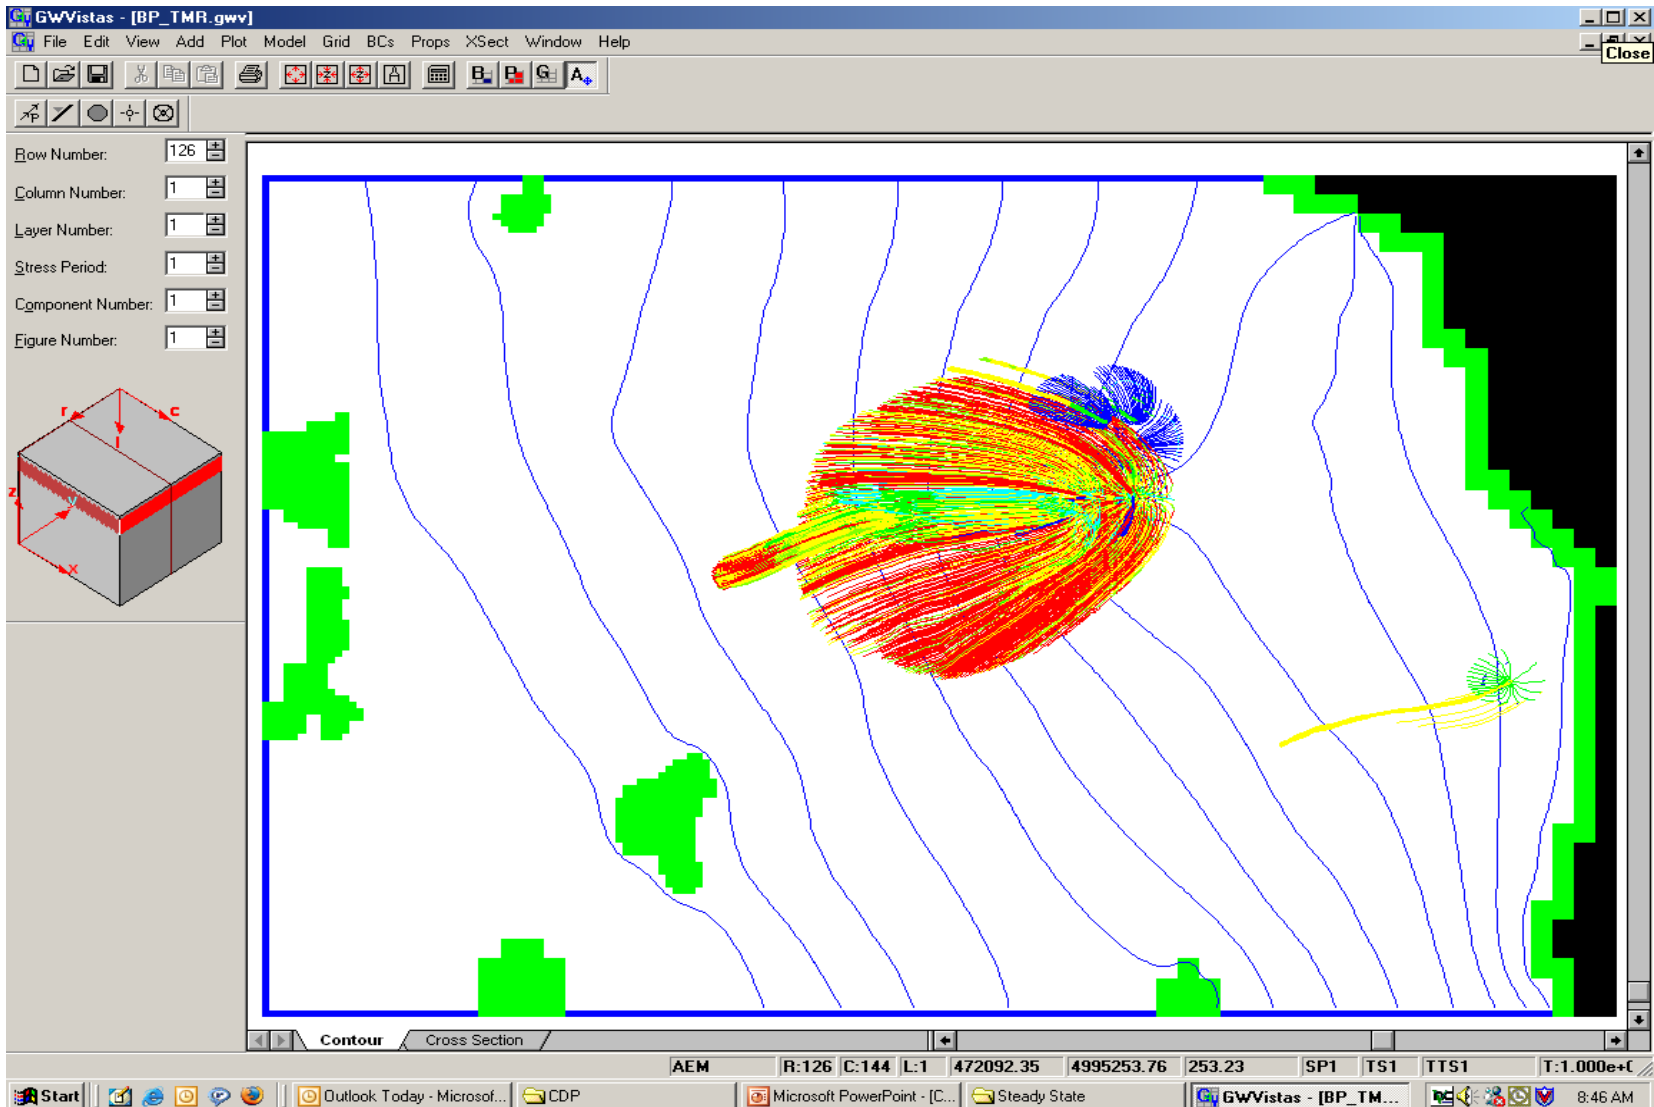 GWVistas - [BP_TMR.gwv]
File Edit View Add Plot Model Grid BCs Props XSect Window Help
Close
Row Number: 126
Column Number: 1
Layer Number: 1
Stress Period: 1
Component Number: 1
Figure Number: 1
r c
l
z y
x
Contour Cross Section
AEM R:126 C:144 L:1 472092.35 4995253.76 253.23 SP1 TS1 TTS1 T:1.000e+(
Start Outlook Today - Microsof... CDP Microsoft PowerPoint - [C... Steady State GWVistas - [BP_TM... 8:46 AM